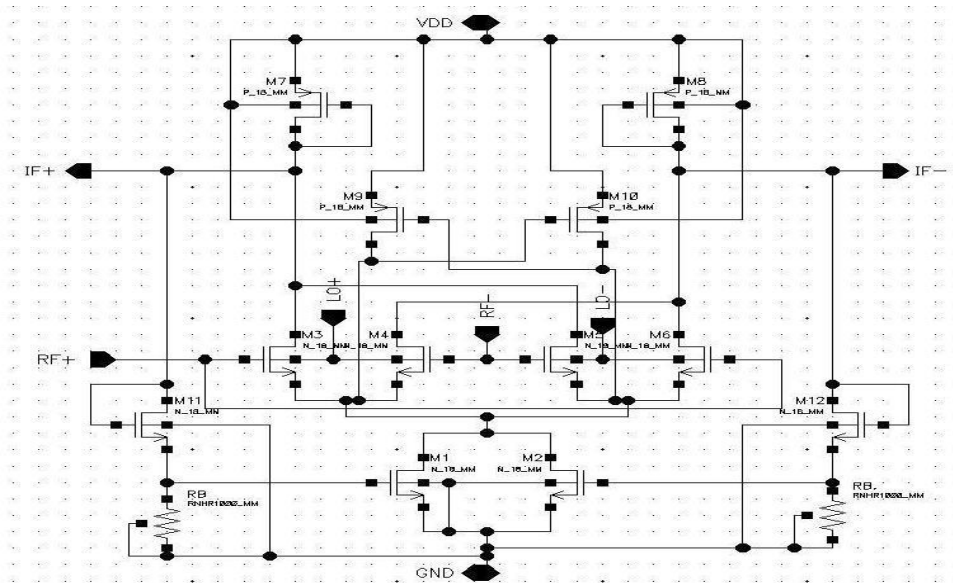 VDD
M7
P_18_MM
M8
P_18_MM
IF+
IF-
M9
P_18_MM
M10
P_18_MM
LO+
RF-
LO-
M3
M4
M6
N_18_MM
RF+
M11
N_18_MM
M12
N_18_MM
M1
N_18_MM
M2
N_18_MM
RB
RNHR1000_MM
RB
RNHR1000_MM
GND